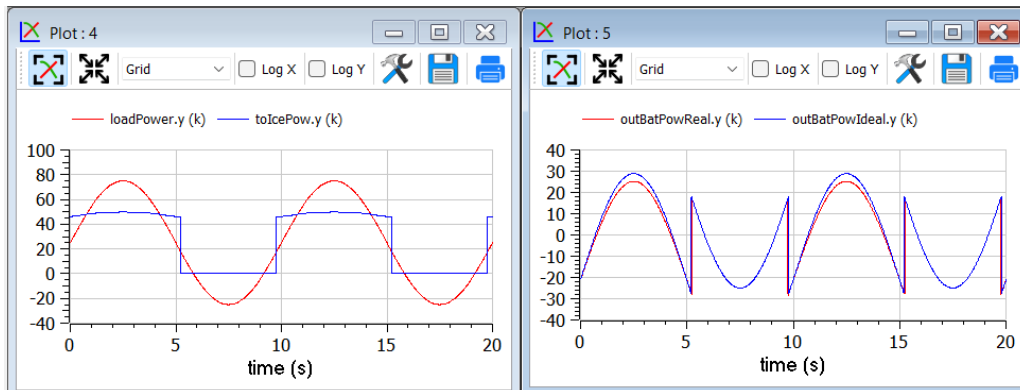 Plot : 4
Grid Log X Log Y
loadPower.y (k) toIcePow.y (k)
100
80
60
40
20
0
-20
-40
0 5 10 15 20
time (s)
Plot : 5
Grid Log X Log Y
outBatPowReal.y (k) outBatPowIdeal.y (k)
40
30
20
10
0
-10
-20
-30
-40
0 5 10 15 20
time (s)